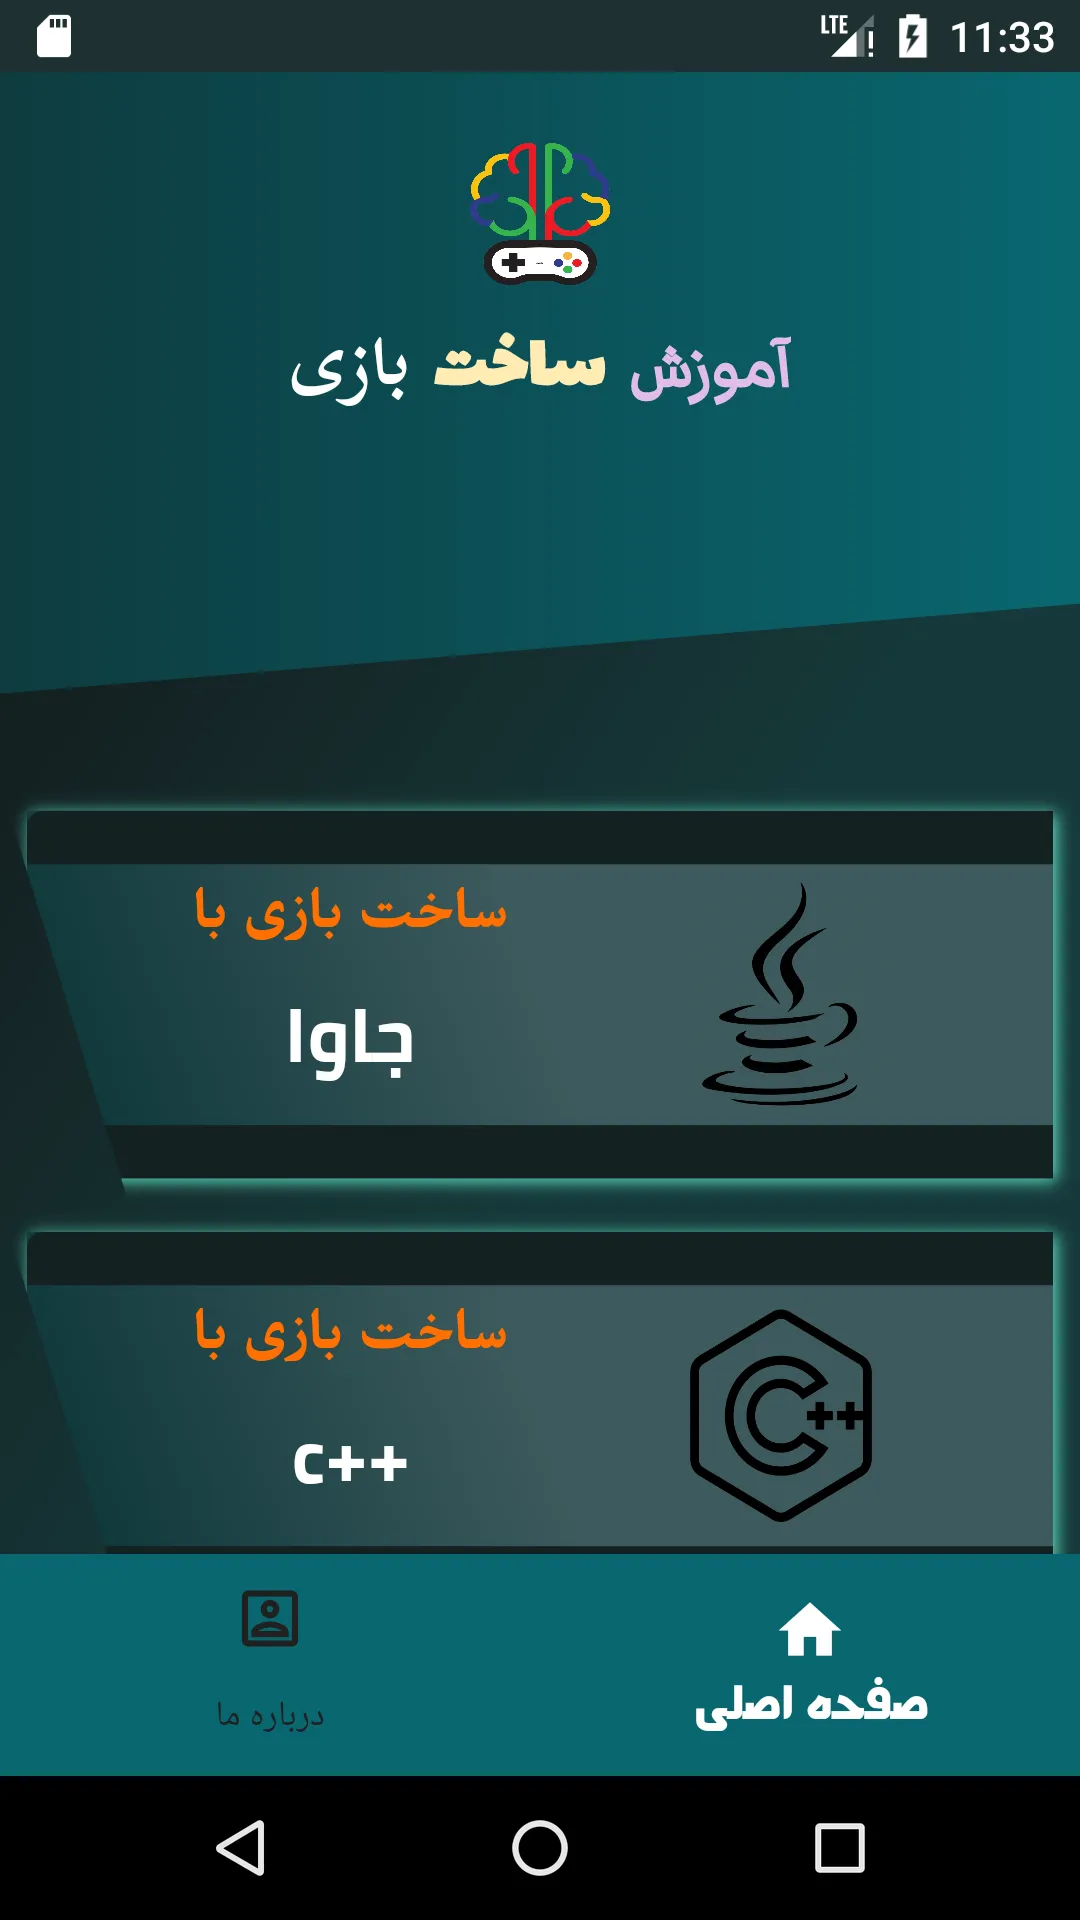 LTE 11:33
آموزش ساخت بازی
ساخت بازی با
جاوا
ساخت بازی با
c++
C++
صفحه اصلی
درباره ما